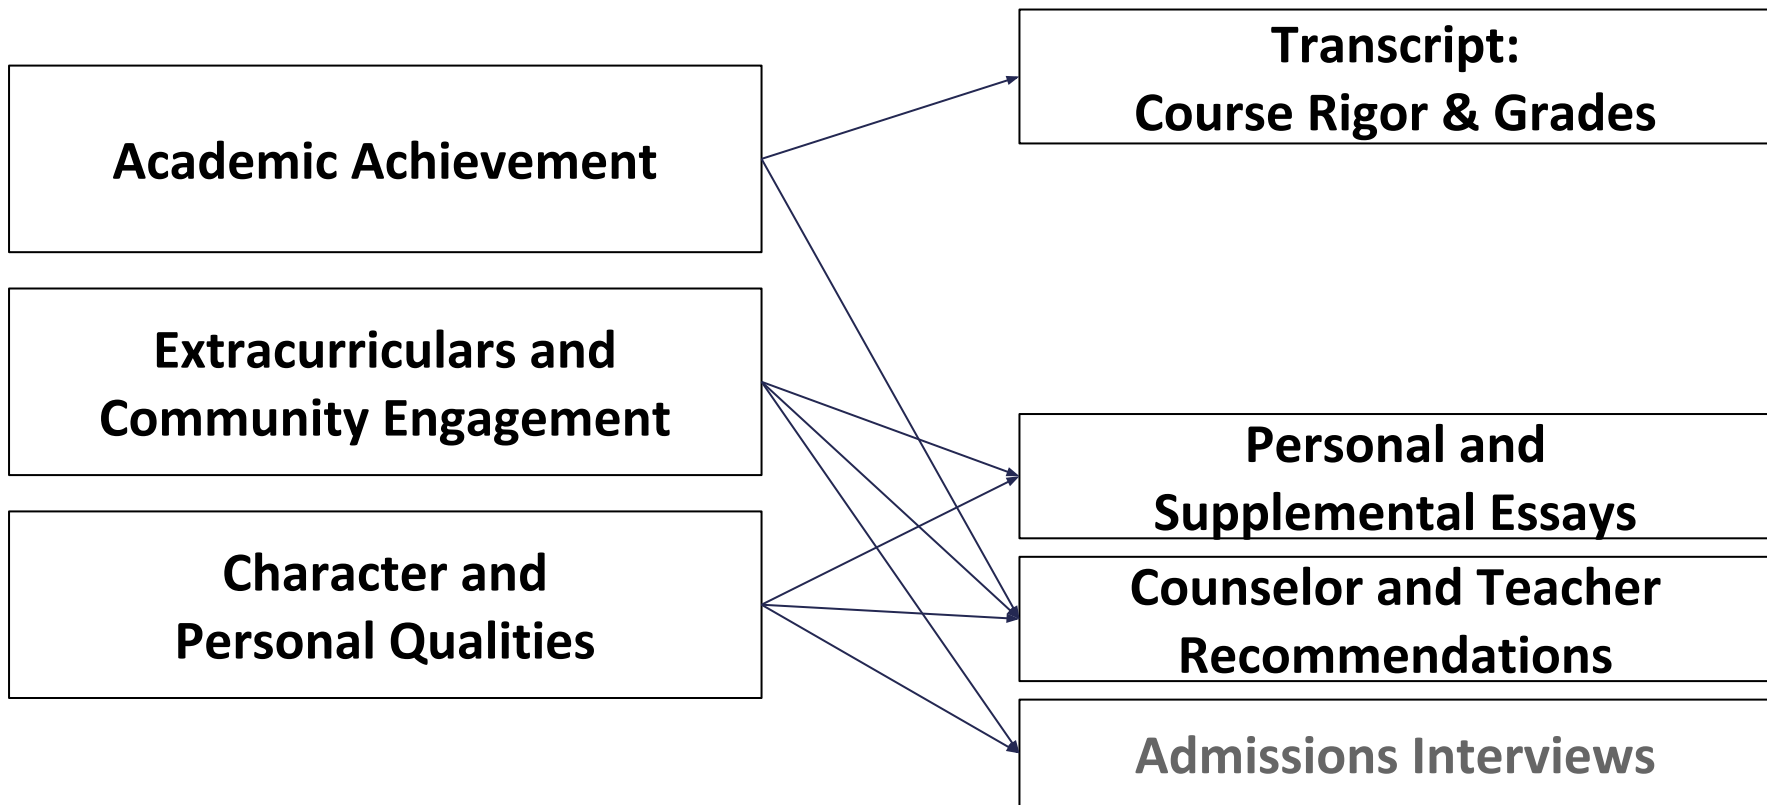 Academic Achievement
Extracurriculars and
Community Engagement
Character and
Personal Qualities
Transcript:
Course Rigor & Grades
Personal and
Supplemental Essays
Counselor and Teacher
Recommendations
Admissions Interviews